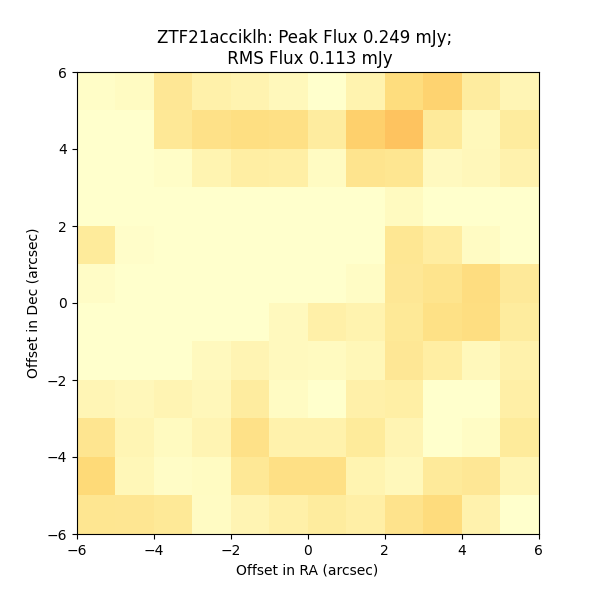 ZTF21acciklh: Peak Flux 0.249 mJy;
RMS Flux 0.113 mJy
6
4
2
0
−2
−4
−6
Offset in Dec (arcsec)
−6 −4 −2 0 2 4 6
Offset in RA (arcsec)